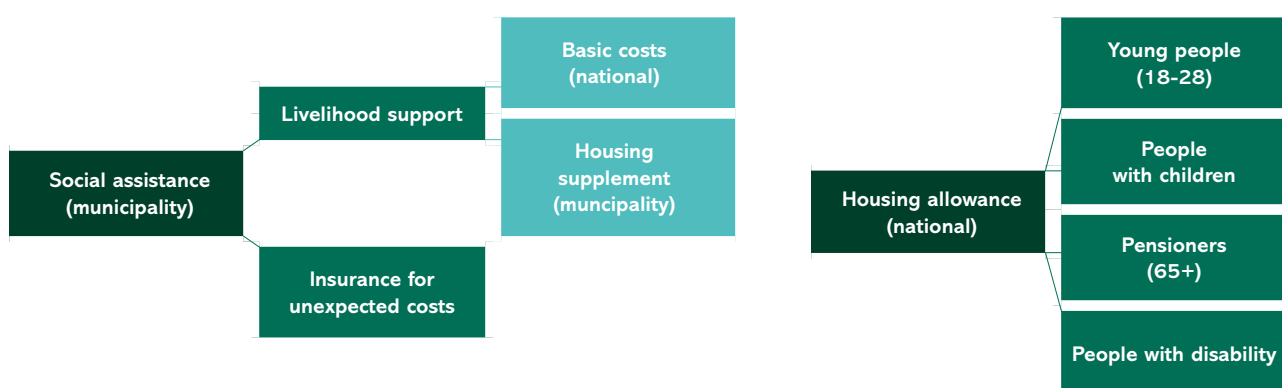 Basic costs
(national)
Livelihood support
Housing
supplement
(muncipality)
Social assistance
(municipality)
Insurance for
unexpected costs
Young people
(18-28)
People
with children
Housing allowance
(national)
Pensioners
(65+)
People with disability